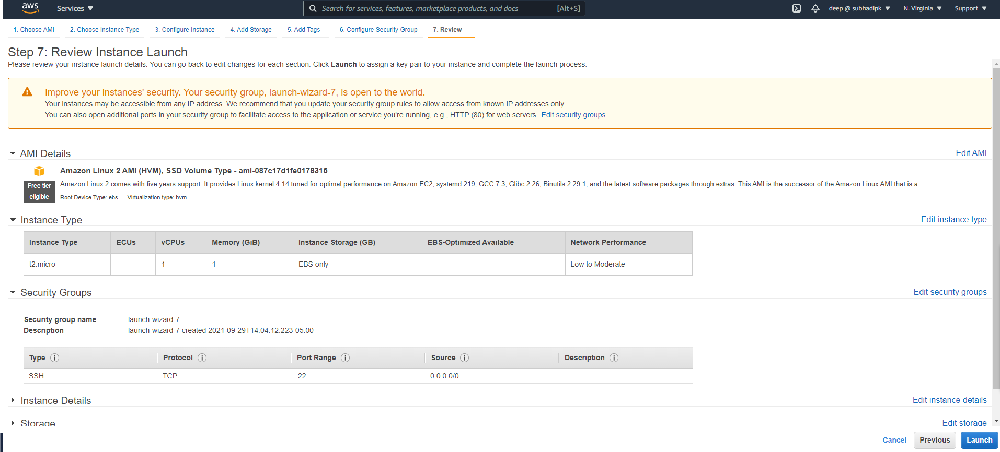 aws Services Search for services, features, marketplace products, and docs [Alt+S] deep @ subhadipk N. Virginia Support
1. Choose AMI 2. Choose Instance Type 3. Configure Instance 4. Add Storage 5. Add Tags 6. Configure Security Group 7. Review
Step 7: Review Instance Launch
Please review your instance launch details. You can go back to edit changes for each section. Click Launch to assign a key pair to your instance and complete the launch process.
Improve your instances' security. Your security group, launch-wizard-7, is open to the world.
Your instances may be accessible from any IP address. We recommend that you update your security group rules to allow access from known IP addresses only.
You can also open additional ports in your security group to facilitate access to the application or service you're running, e.g., HTTP (80) for web servers. Edit security groups
AMI Details Edit AMI
Amazon Linux 2 AMI (HVM), SSD Volume Type - ami-087c17d1fe0178315
Free tier eligible
Amazon Linux 2 comes with five years support. It provides Linux kernel 4.14 tuned for optimal performance on Amazon EC2, systemd 219, GCC 7.3, Glibc 2.26, Binutils 2.29.1, and the latest software packages through extras. This AMI is the successor of the Amazon Linux AMI that is a...
Root Device Type: ebs Virtualization type: hvm
Instance Type Edit instance type
Instance Type ECUs vCPUs Memory (GiB) Instance Storage (GB) EBS-Optimized Available Network Performance
t2.micro - 1 1 EBS only - Low to Moderate
Security Groups Edit security groups
Security group name launch-wizard-7
Description launch-wizard-7 created 2021-09-29T14:04:12.223-05:00
Type Protocol Port Range Source Description
SSH TCP 22 0.0.0.0/0
Instance Details Edit instance details
Storage Edit storage
Cancel Previous Launch